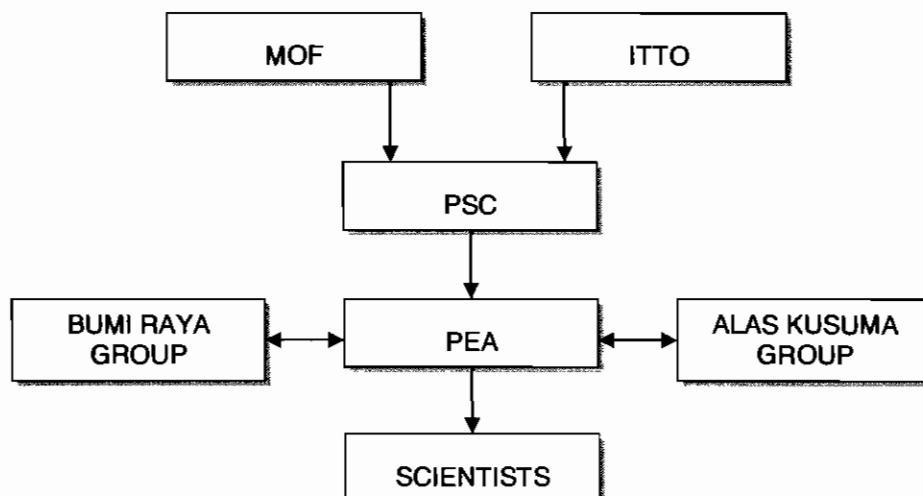 MOF
ITTO
PSC
BUMI RAYA
GROUP
PEA
ALAS KUSUMA
GROUP
SCIENTISTS